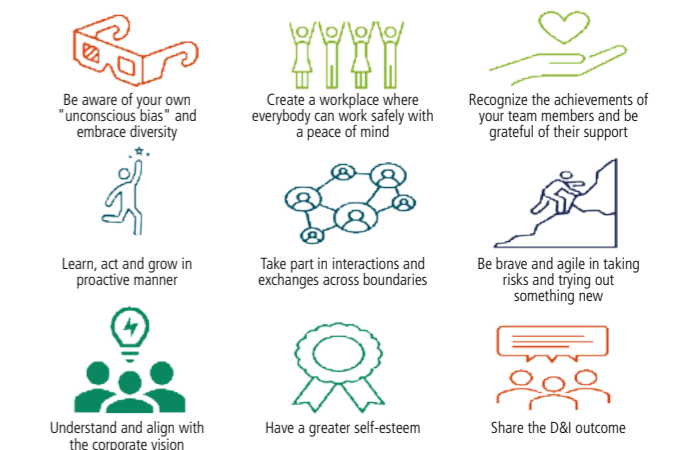 Be aware of your own
"unconscious bias" and
embrace diversity
Create a workplace where
everybody can work safely with
a peace of mind
Recognize the achievements of
your team members and be
grateful of their support
Learn, act and grow in
proactive manner
Take part in interactions and
exchanges across boundaries
Be brave and agile in taking
risks and trying out
something new
Understand and align with
the corporate vision
Have a greater self-esteem
Share the D&I outcome